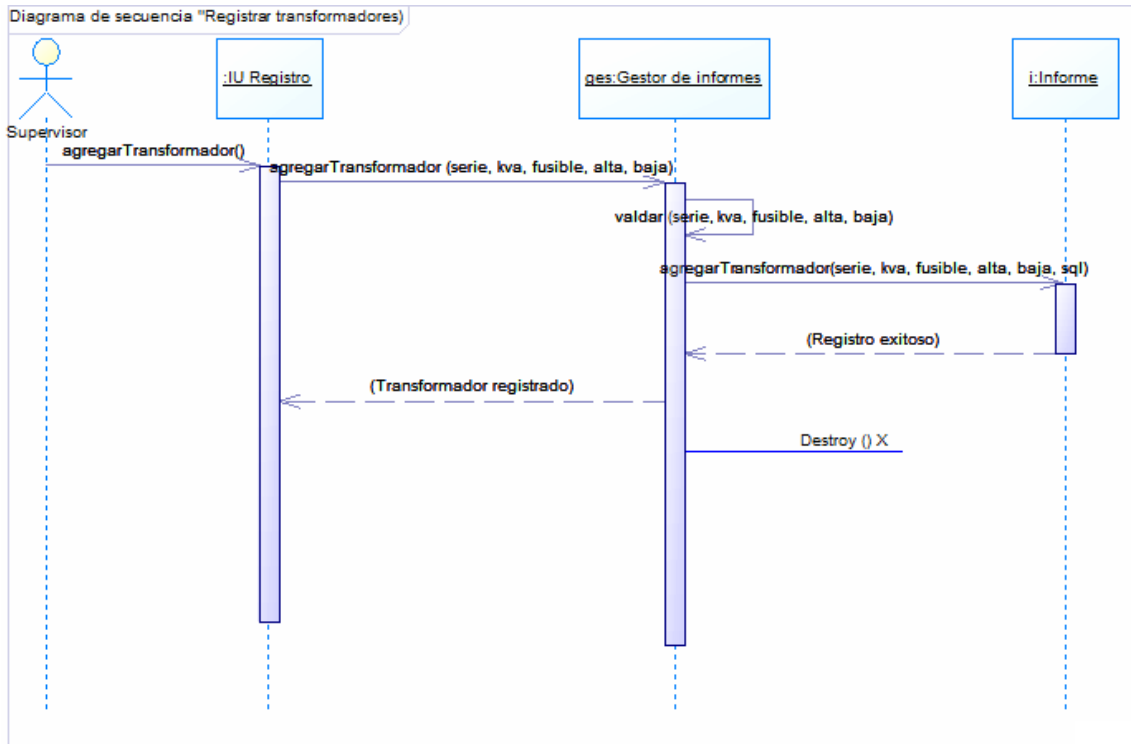 Diagrama de secuencia "Registrar transformadores)
:IU Registro
ges:Gestor de informes
i:Informe
Supervisor
agregarTransformador()
agregarTransformador (serie, kva, fusible, alta, baja)
valdar (serie, kva, fusible, alta, baja)
agregarTransformador(serie, kva, fusible, alta, baja, sql)
(Registro exitoso)
(Transformador registrado)
Destroy () X